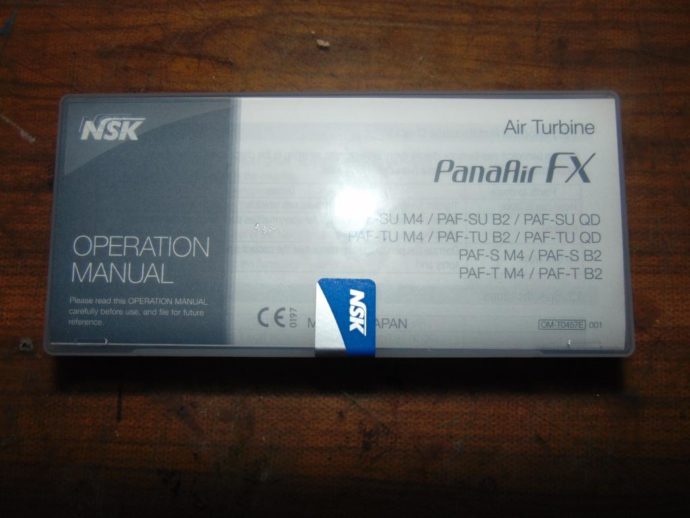 NSK
OPERATION
MANUAL
Please read this OPERATION MANUAL
carefully before use, and file for future
reference.
Air Turbine
PanaAir FX
SU M4 / PAF-SU B2 / PAF-SU QD
PAF-TU M4 / PAF-TU B2 / PAF-TU QD
PAF-S M4 / PAF-S B2
PAF-T M4 / PAF-T B2
CE 0197
NSK
JAPAN
OM-T0457E 001